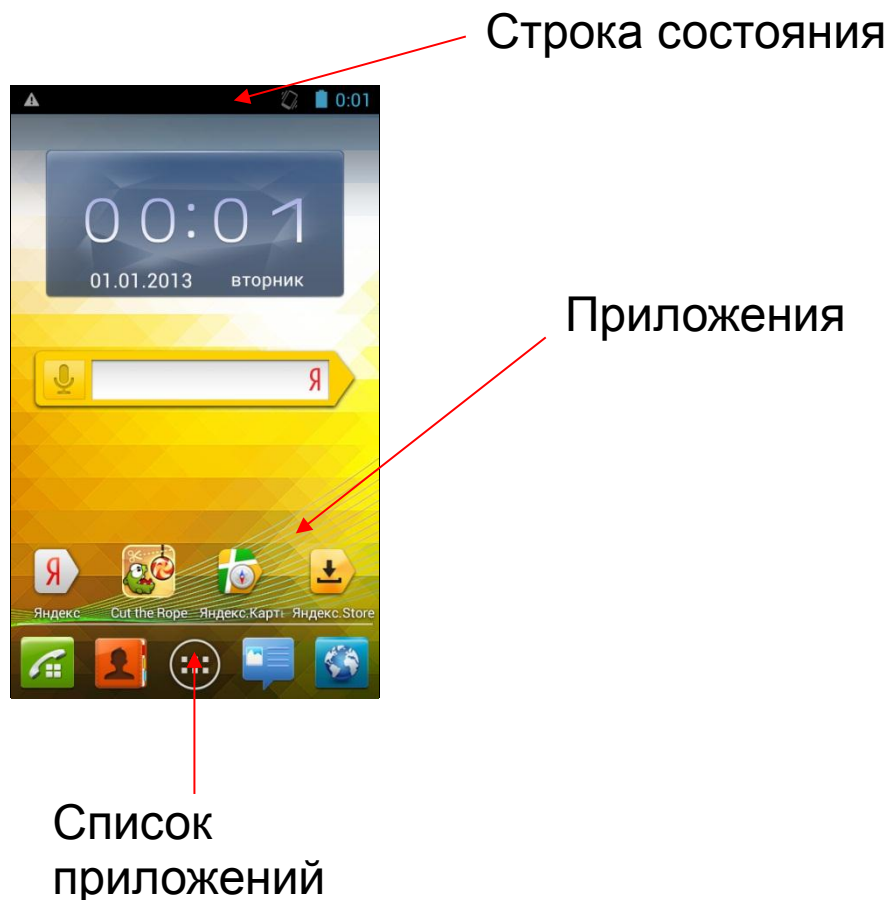 Строка состояния
0:01
00:01
01.01.2013 вторник
Приложения
Я
Я
Яндекс Cut the Rope Яндекс.Карты Яндекс.Store
Список
приложений